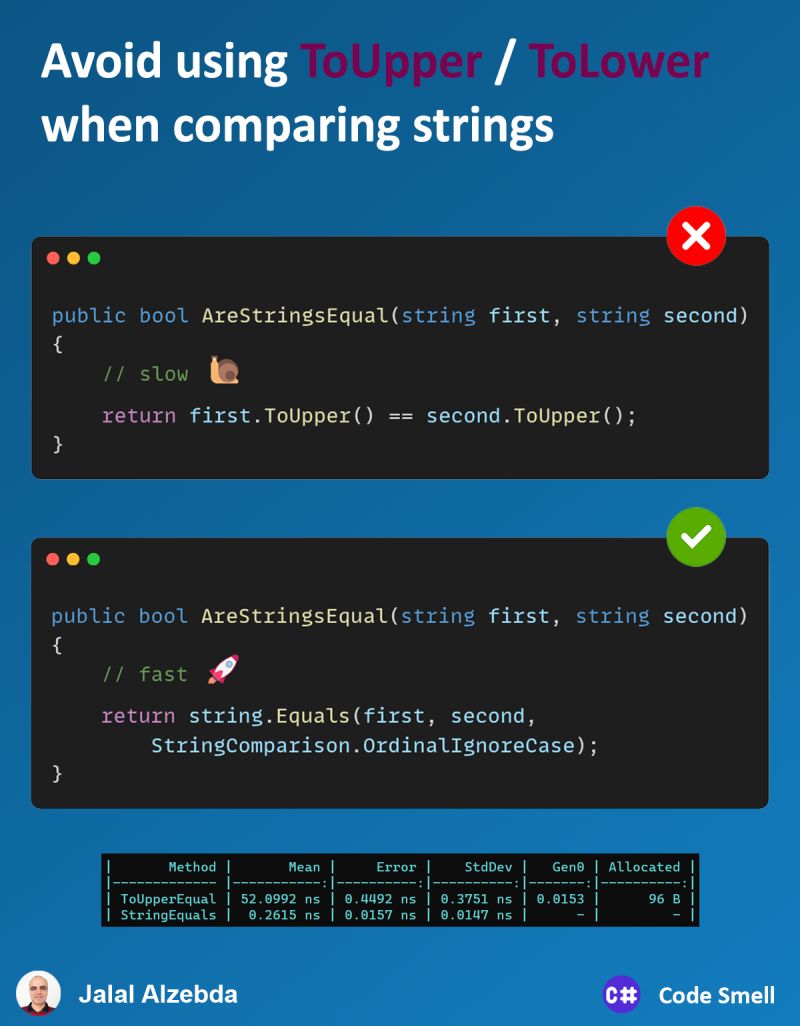 Avoid using ToUpper / ToLower
when comparing strings
public bool AreStringsEqual(string first, string second)
{
    // slow
    return first.ToUpper() == second.ToUpper();
}
public bool AreStringsEqual(string first, string second)
{
    // fast
    return string.Equals(first, second,
        StringComparison.OrdinalIgnoreCase);
}
|       Method |       Mean |     Error |    StdDev |   Gen0 | Allocated |
|------------- |-----------:|----------:|----------:|-------:|----------:|
| ToUpperEqual | 52.0992 ns | 0.4492 ns | 0.3751 ns | 0.0153 |      96 B |
| StringEquals |  0.2615 ns | 0.0157 ns | 0.0147 ns |      - |         - |
Jalal Alzebda
C# Code Smell